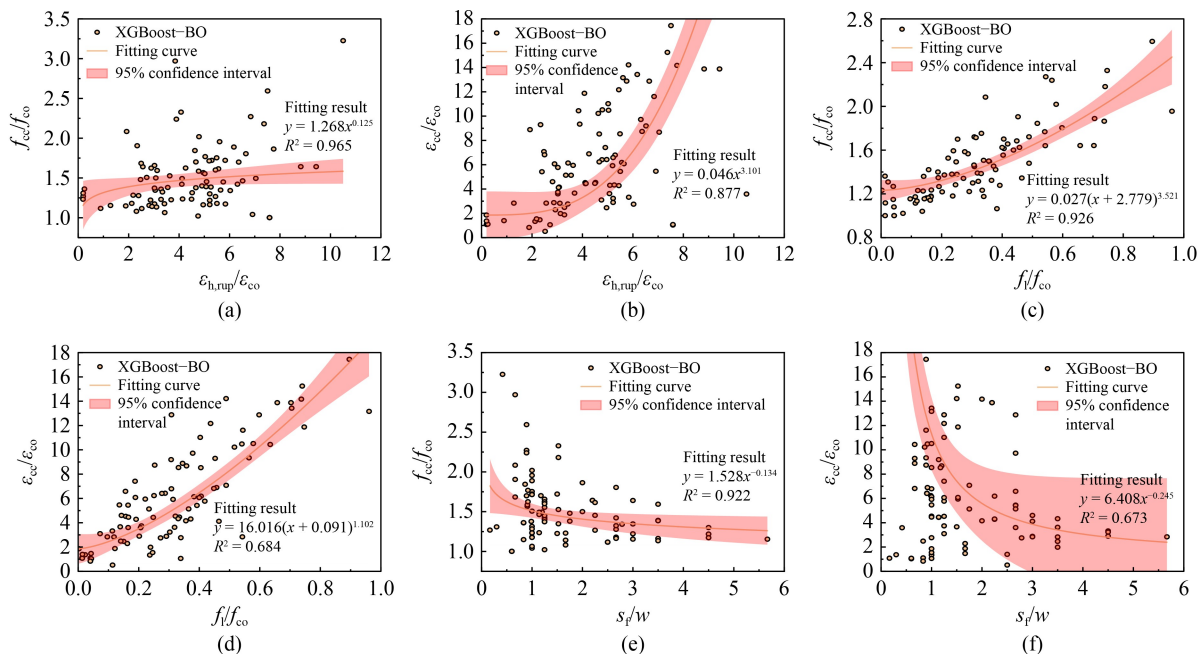 (a)
f_cc/f_co
3.5
3.0
2.5
2.0
1.5
1.0
XGBoost−BO
Fitting curve
95% confidence interval
Fitting result
y = 1.268x^0.125
R² = 0.965
0 2 4 6 8 10 12
ε_h,rup/ε_co
(b)
ε_cc/ε_co
18
16
14
12
10
8
6
4
2
0
XGBoost−BO
Fitting curve
95% confidence
interval
Fitting result
y = 0.046x^3.101
R² = 0.877
0 2 4 6 8 10 12
ε_h,rup/ε_co
(c)
f_cc/f_co
2.8
2.4
2.0
1.6
1.2
0.8
XGBoost−BO
Fitting curve
95% confidence interval
Fitting result
y = 0.027(x + 2.779)^3.521
R² = 0.926
0.0 0.2 0.4 0.6 0.8 1.0
f_l/f_co
(d)
ε_cc/ε_co
18
16
14
12
10
8
6
4
2
0
XGBoost−BO
Fitting curve
95% confidence
interval
Fitting result
y = 16.016(x + 0.091)^1.102
R² = 0.684
0.0 0.2 0.4 0.6 0.8 1.0
f_l/f_co
(e)
f_cc/f_co
3.5
3.0
2.5
2.0
1.5
1.0
XGBoost−BO
Fitting curve
95% confidence interval
Fitting result
y = 1.528x^−0.134
R² = 0.922
0 1 2 3 4 5 6
s_f/w
(f)
ε_cc/ε_co
18
16
14
12
10
8
6
4
2
0
XGBoost−BO
Fitting curve
95% confidence
interval
Fitting result
y = 6.408x^−0.245
R² = 0.673
0 1 2 3 4 5 6
s_f/w